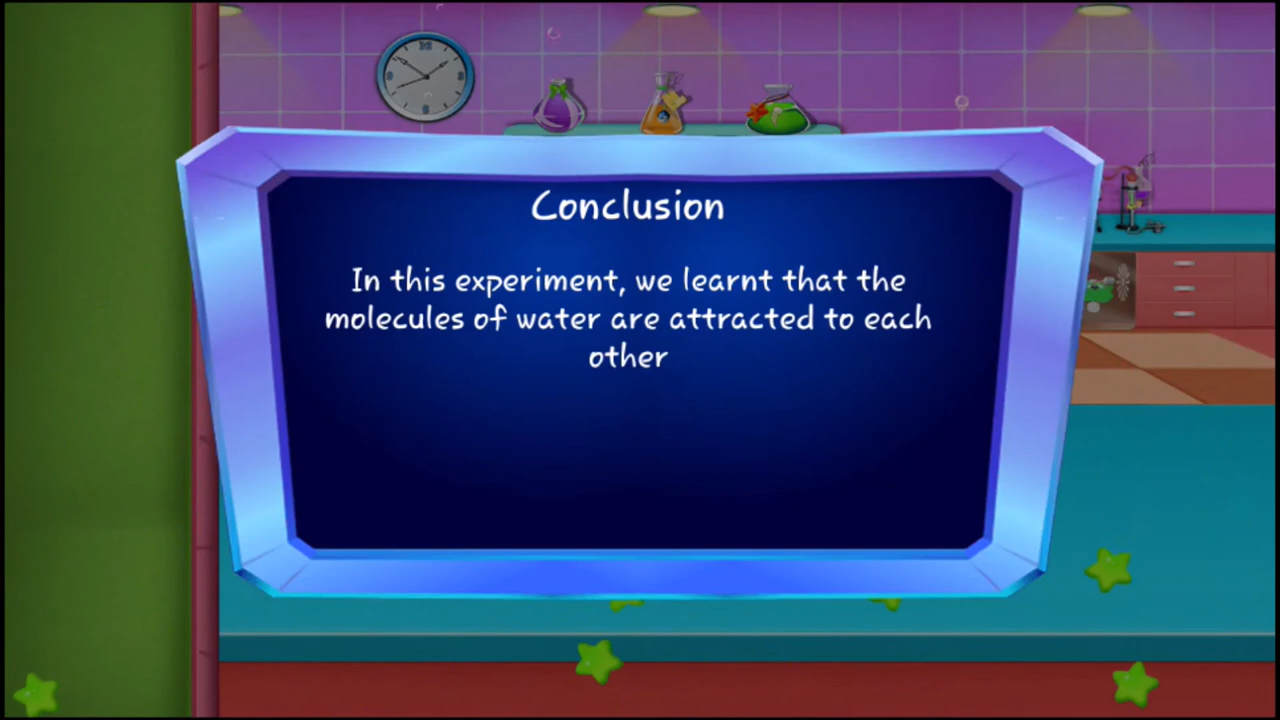 Conclusion
In this experiment, we learnt that the
molecules of water are attracted to each
other